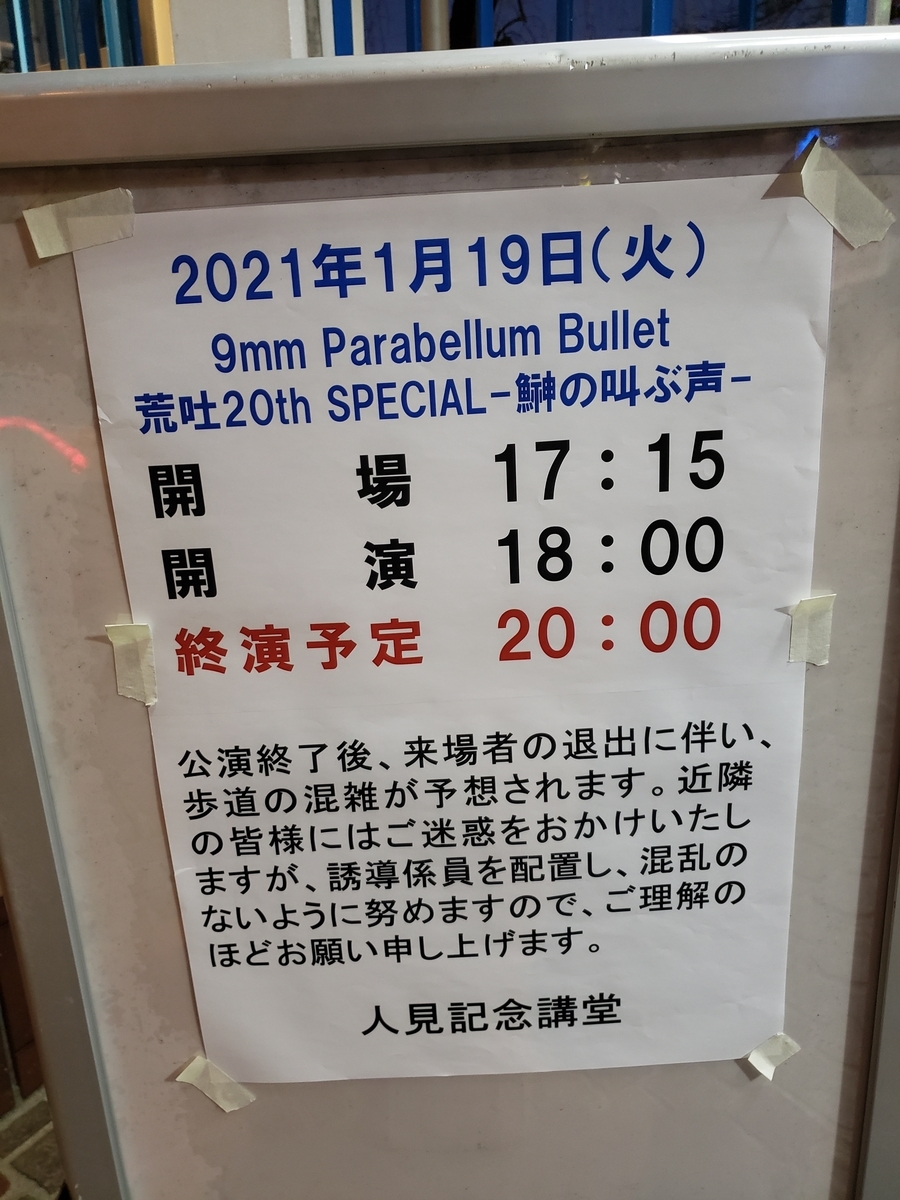 2021年1月19日(火)
9mm Parabellum Bullet
荒吐20th SPECIAL-鰰の叫ぶ声-
開場 17:15
開演 18:00
終演予定 20:00
公演終了後、来場者の退出に伴い、
歩道の混雑が予想されます。近隣
の皆様にはご迷惑をおかけいたし
ますが、誘導係員を配置し、混乱の
ないように努めますので、ご理解の
ほどお願い申し上げます。
人見記念講堂